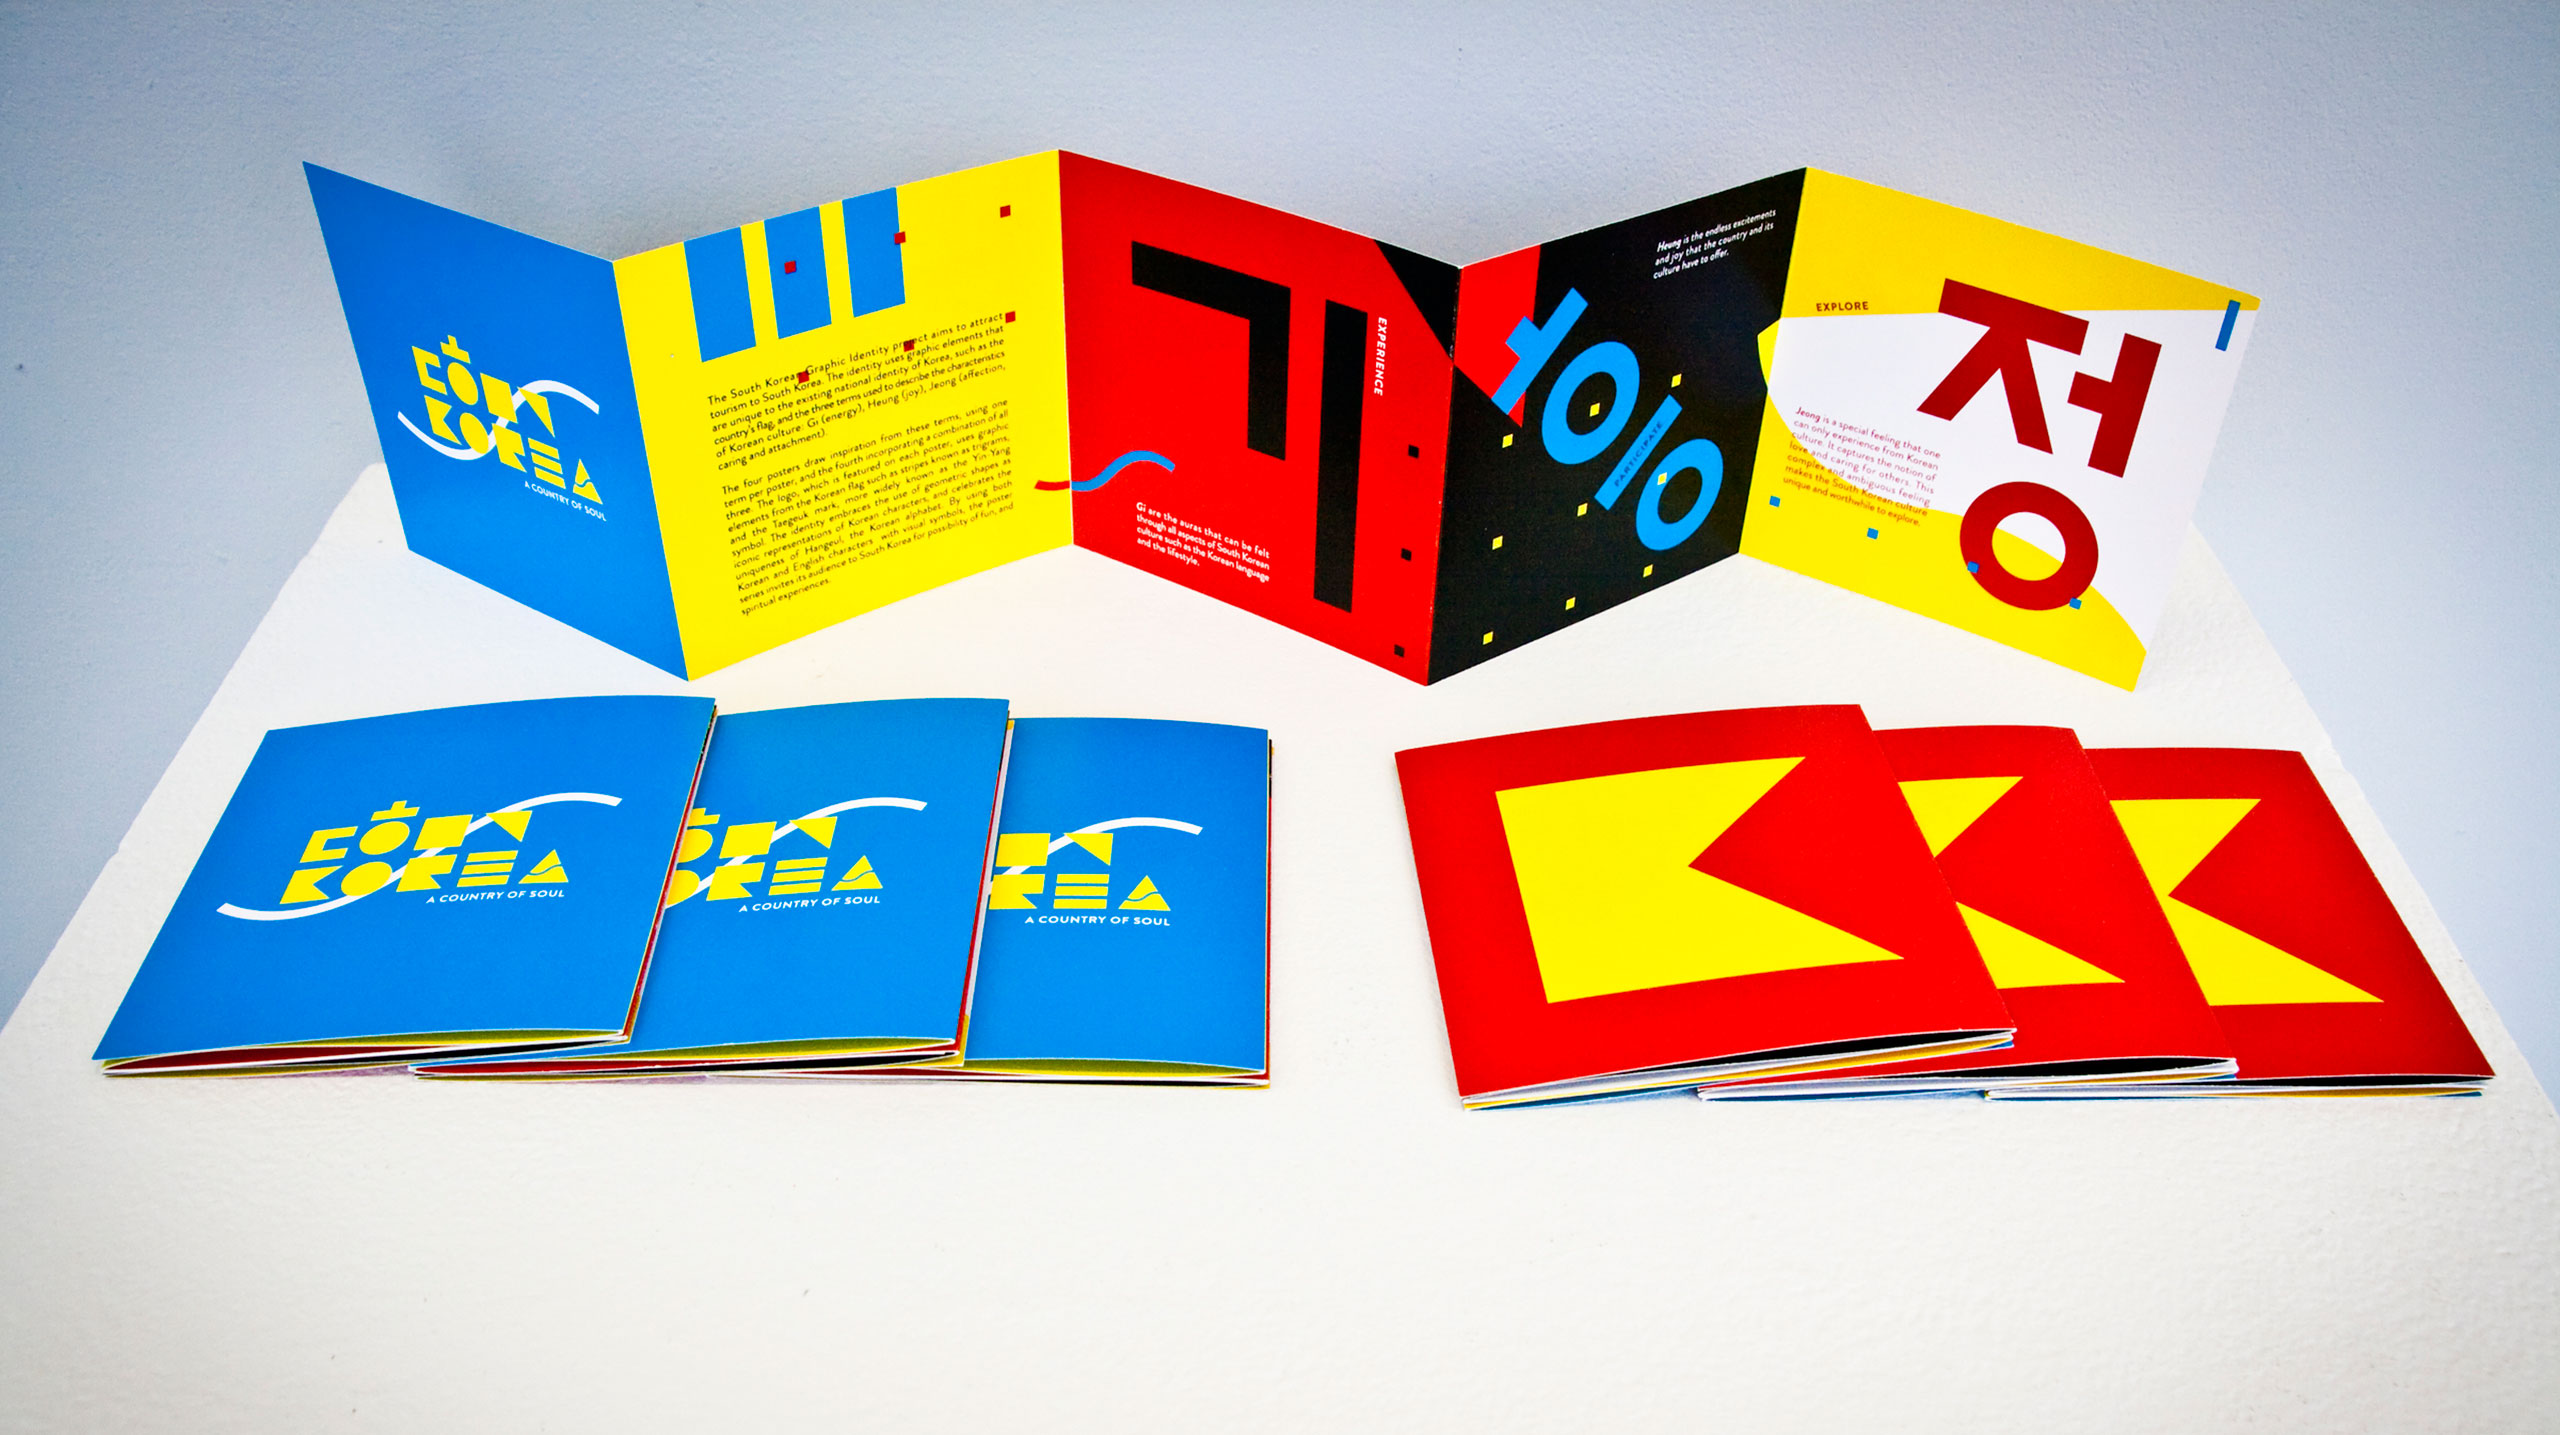 KOREA
A COUNTRY OF SOUL
The South Korean Graphic Identity project aims to attract
tourism to South Korea. The identity uses graphic elements that
are unique to the existing national identity of Korea, such as the
country's flag, and the three terms used to describe the characteristics
of Korean culture: Gi (energy), Heung (joy), Jeong (affection,
caring and attachment).
The four posters draw inspiration from these terms, using one
term per poster, and the fourth incorporating a combination of all
three. The logo, which is featured on each poster, uses graphic
elements from the Korean flag such as stripes known as trigrams,
and the Taegeuk mark, more widely known as the Yin Yang
symbol. The identity embraces the use of geometric shapes as
iconic representations of Korean characters, and celebrates the
uniqueness of Hangeul, the Korean alphabet. By using both
Korean and English characters with visual symbols, the poster
series invites its audience to South Korea for possibility of fun, and
spiritual experiences.
기
EXPERIENCE
Gi are the auras that can be felt
through all aspects of South Korean
culture such as the Korean language
and the lifestyle.
Heung is the endless excitements
and joy that the country and its
culture have to offer.
흥
PARTICIPATE
EXPLORE
정
Jeong is a special feeling that one
can only experience from Korean
culture. It captures the notion of
love and caring for others. This
complex and ambiguous feeling
makes the South Korean culture
unique and worthwhile to explore.
KOREA
A COUNTRY OF SOUL
OREA
A COUNTRY OF SOUL
REA
A COUNTRY OF SOUL